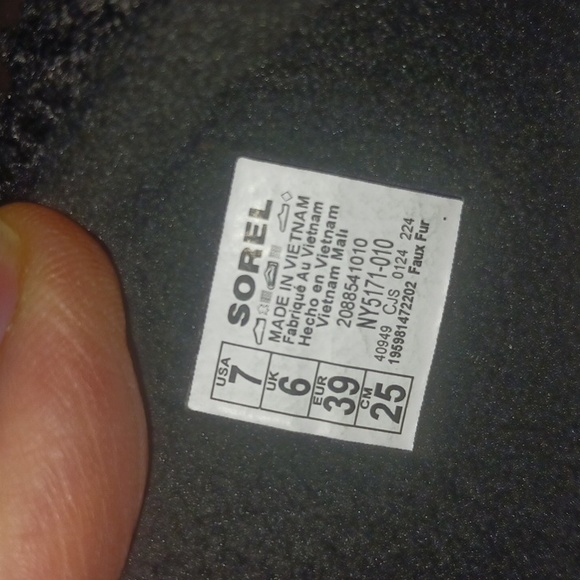 SOREL
MADE IN VIETNAM
Fabriqué Au Vietnam
Hecho en Vietnam
Vietnam Malı
2088541010
NY5171-010
40949 CJS 0124 224
195981472202 Faux Fur
USA 7
UK 6
EUR 39
CM 25